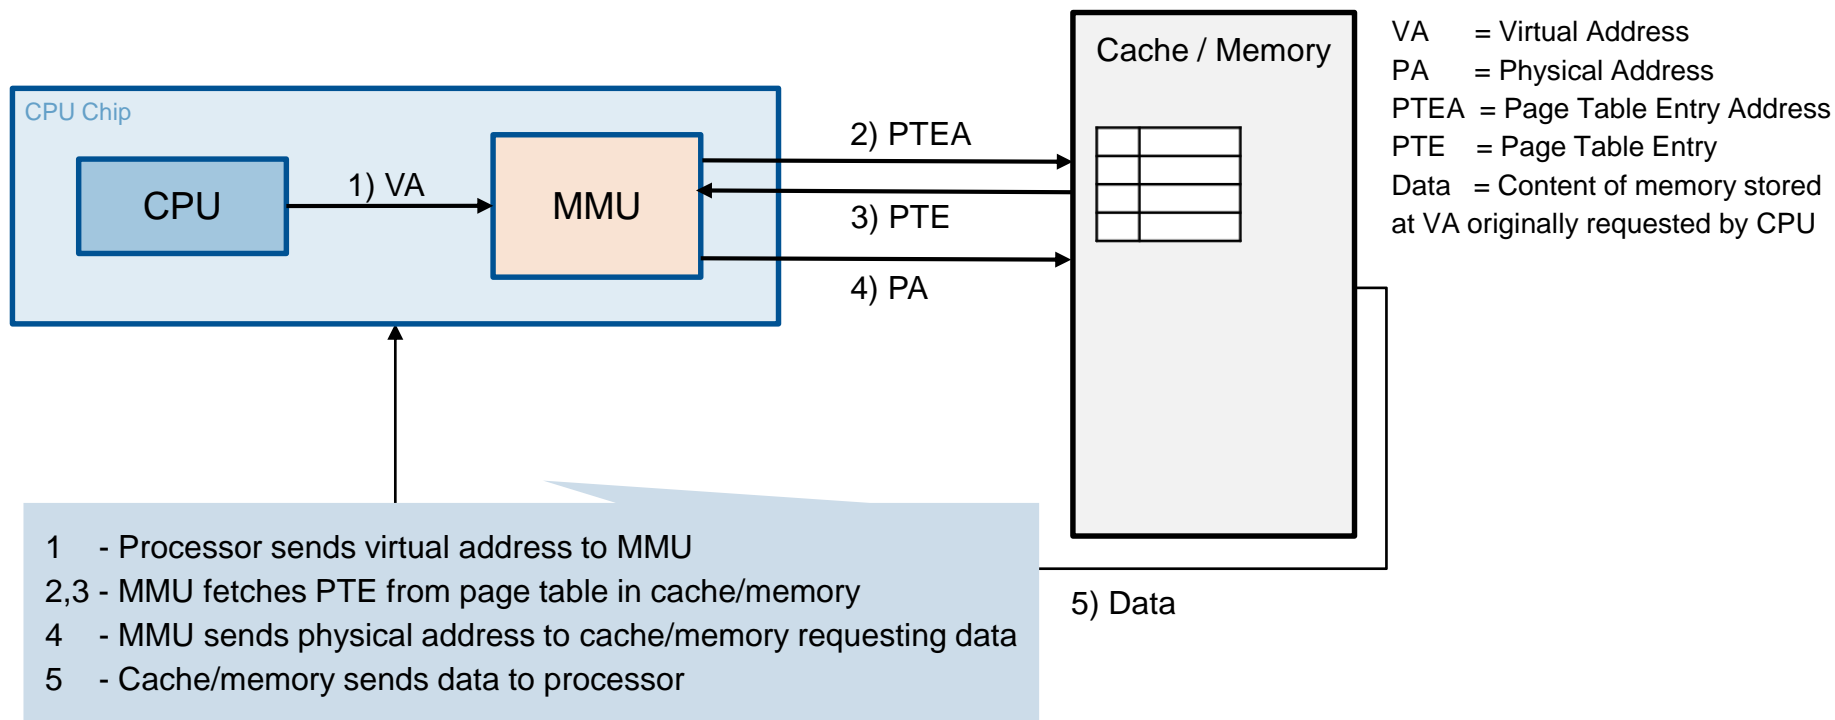 CPU Chip
CPU
1) VA
MMU
2) PTEA
3) PTE
4) PA
Cache / Memory
VA = Virtual Address
PA = Physical Address
PTEA = Page Table Entry Address
PTE = Page Table Entry
Data = Content of memory stored
at VA originally requested by CPU
1 - Processor sends virtual address to MMU
2,3 - MMU fetches PTE from page table in cache/memory
4 - MMU sends physical address to cache/memory requesting data
5 - Cache/memory sends data to processor
5) Data